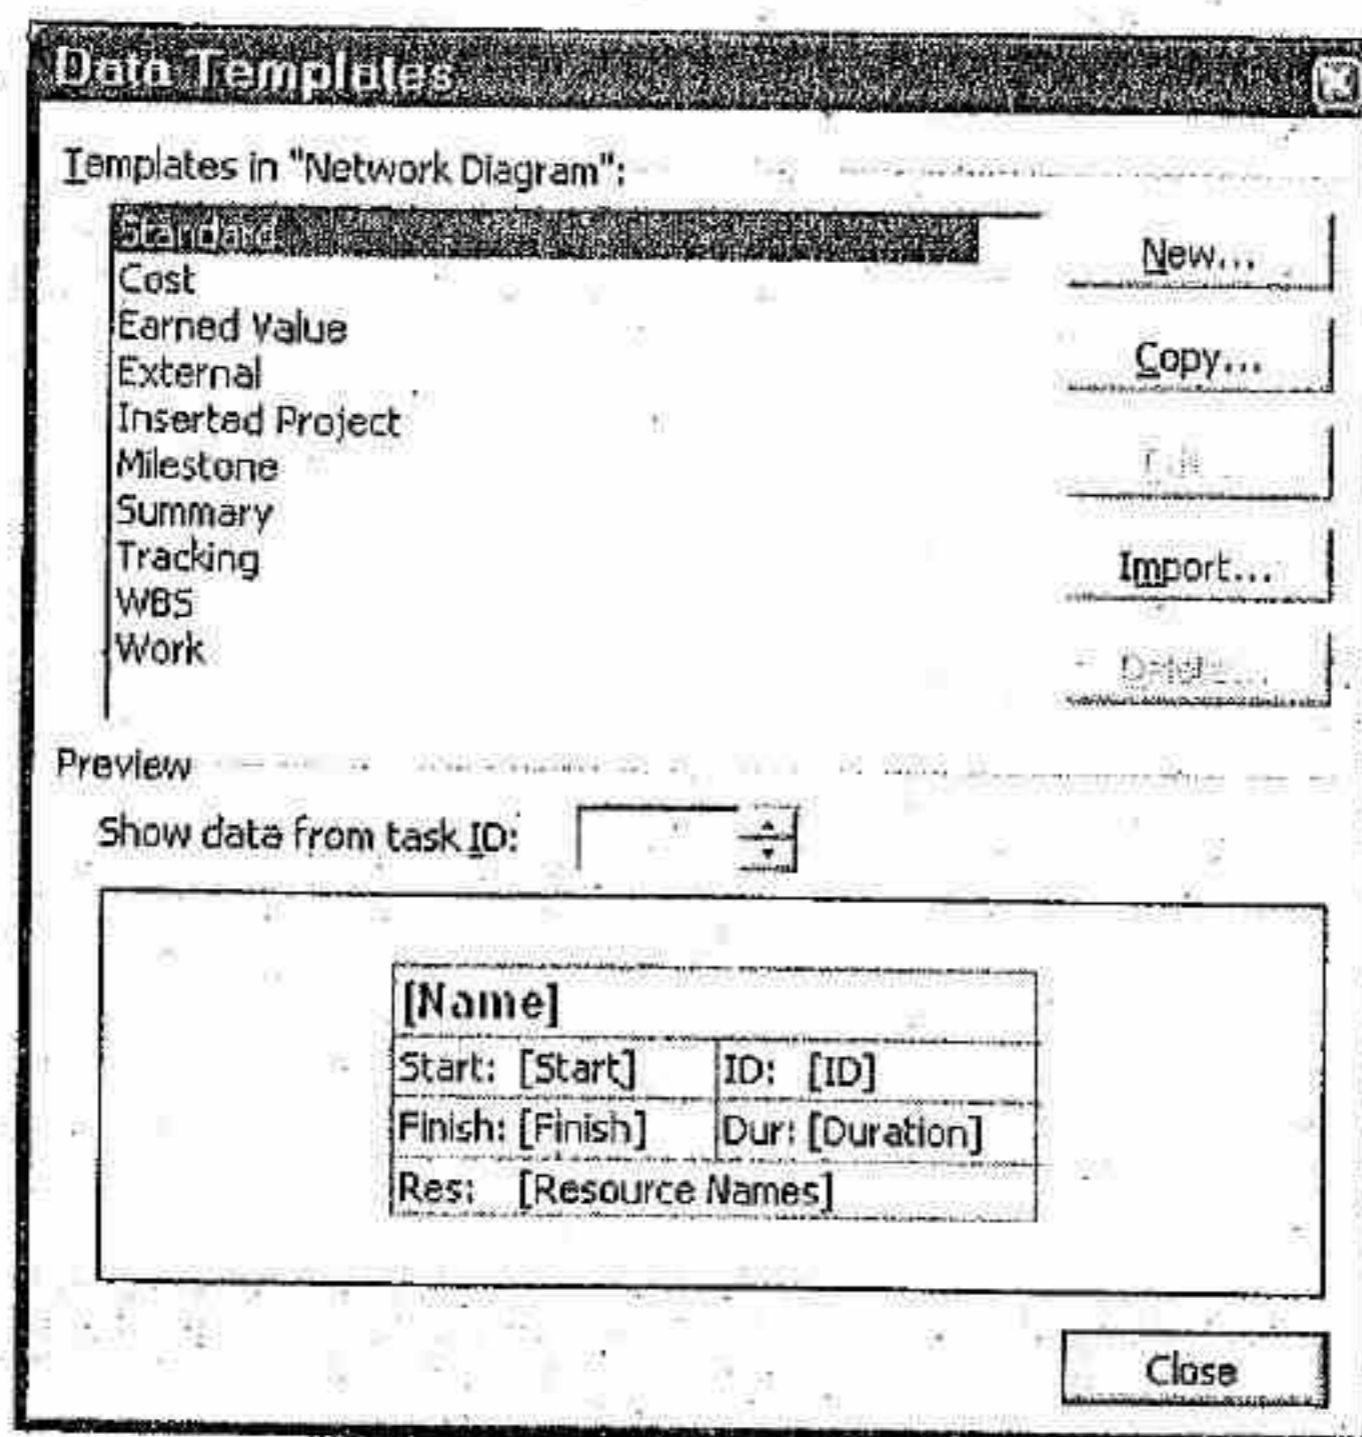 Data Templates
Templates in "Network Diagram":
Standard
Cost
Earned Value
External
Inserted Project
Milestone
Summary
Tracking
WBS
Work
New...
Copy...
Import...
Delete...
Preview
Show data from task ID:
[Name]
Start: [Start] ID: [ID]
Finish: [Finish] Dur: [Duration]
Res: [Resource Names]
Close